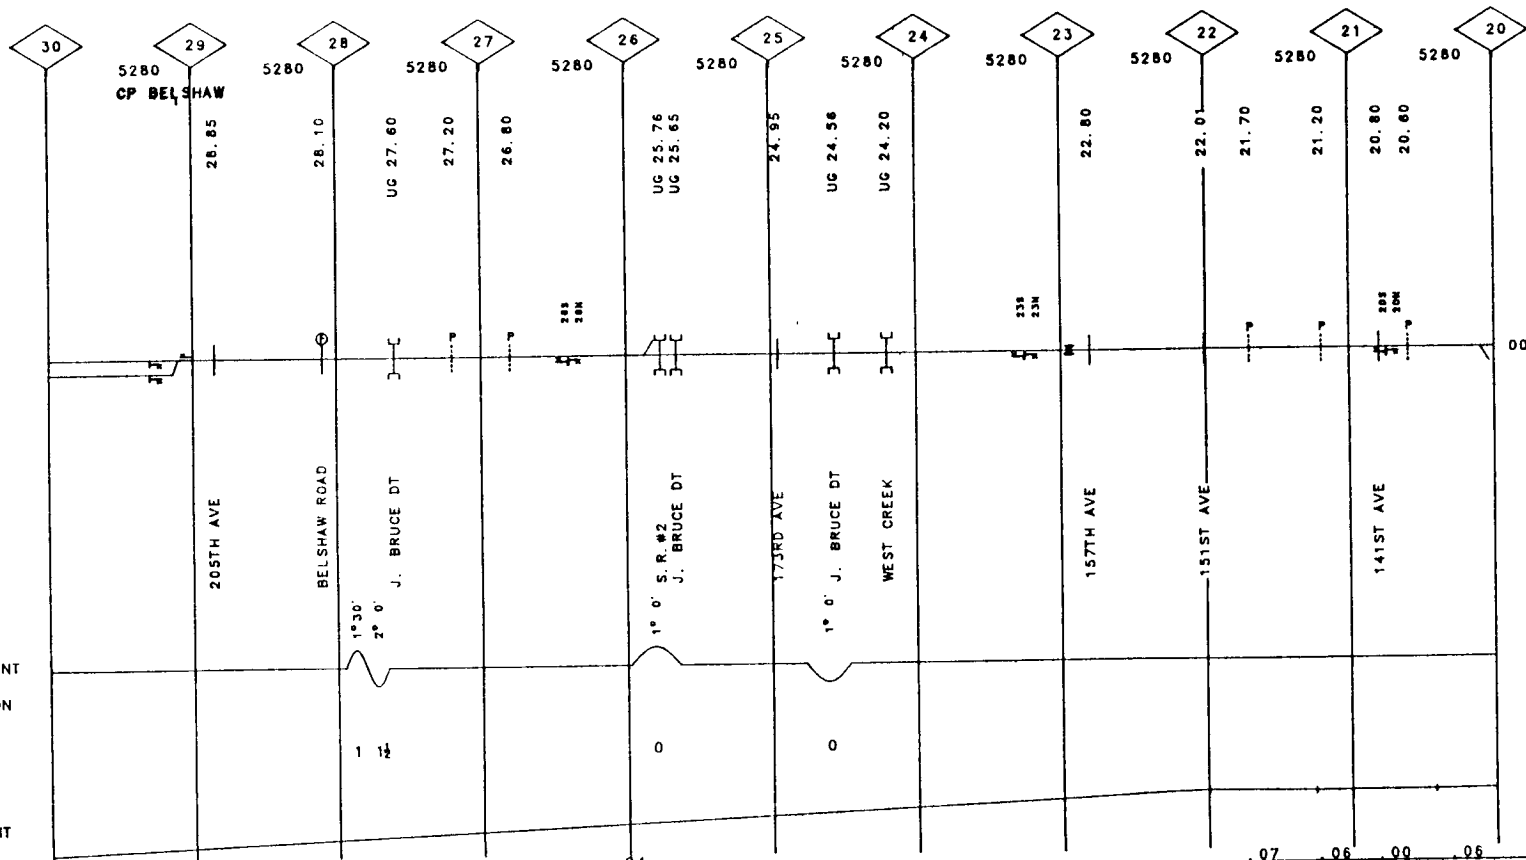 30 29 28 27 26 25 24 23 22 21 20
5280 5280 5280 5280 5280 5280 5280 5280 5280 5280
CP BELSHAW
28.85
28.10
UG 27.60
27.20
26.80
UG 25.76
UG 25.65
24.95
UG 24.56
UG 24.20
22.80
22.01
21.70
21.20
20.80
20.60
P
P
P
23S
23N
P
P
20S
20N
P
00
205TH AVE
BELSHAW ROAD
J. BRUCE DT
S.R.#2
J. BRUCE DT
173RD AVE
J. BRUCE DT
WEST CREEK
157TH AVE
151ST AVE
141ST AVE
1°30'
2° 0'
1° 0'
1° 0'
NT
ON
1 1½ 0 0
NT
.07 .06 .00 .06